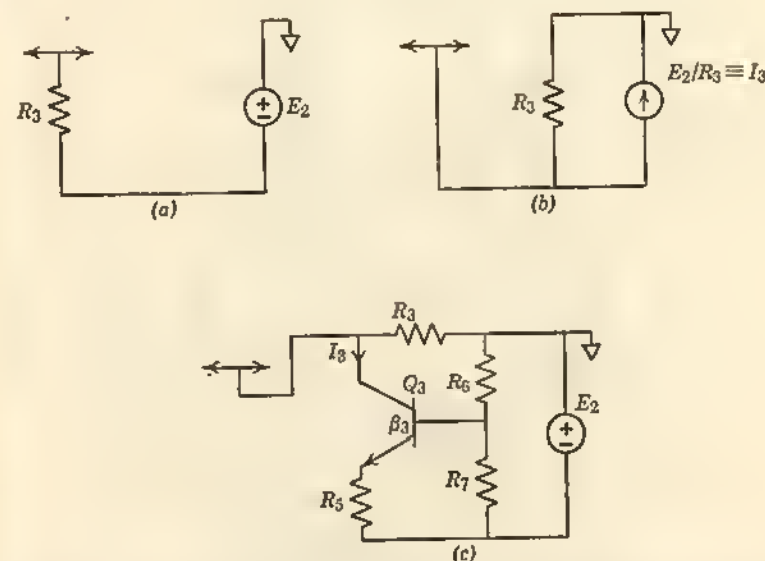 R₃
E₂
(a)
R₃
E₂/R₃ ≡ I₃
(b)
R₃
I₃
Q₃
β₃
R₆
E₂
R₅
R₇
(c)